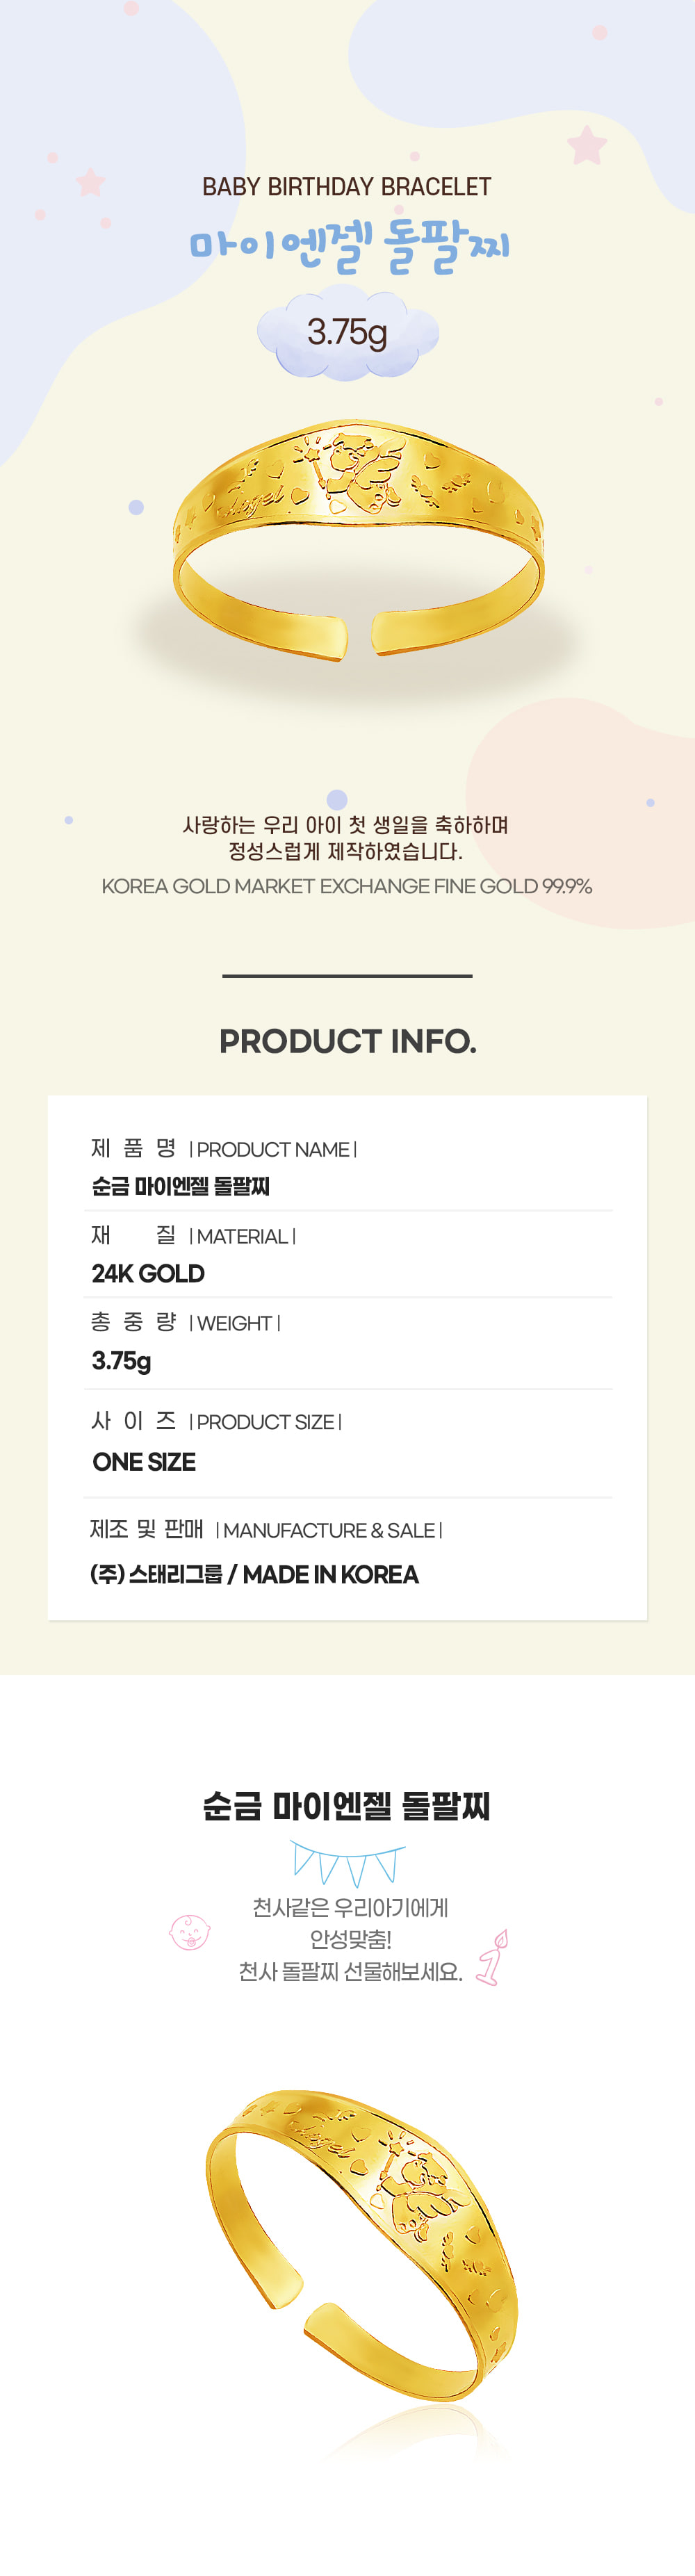 BABY BIRTHDAY BRACELET
마이엔젤 돌팔찌
3.75g
Angel
사랑하는 우리 아이 첫 생일을 축하하며
정성스럽게 제작하였습니다.
KOREA GOLD MARKET EXCHANGE FINE GOLD 99.9%
PRODUCT INFO.
제 품 명 | PRODUCT NAME |
순금 마이엔젤 돌팔찌
재 질 | MATERIAL |
24K GOLD
총 중 량 | WEIGHT |
3.75g
사 이 즈 | PRODUCT SIZE |
ONE SIZE
제조 및 판매 | MANUFACTURE & SALE |
(주) 스태리그룹 / MADE IN KOREA
순금 마이엔젤 돌팔찌
천사같은 우리아기에게
안성맞춤!
천사 돌팔찌 선물해보세요.
Angel